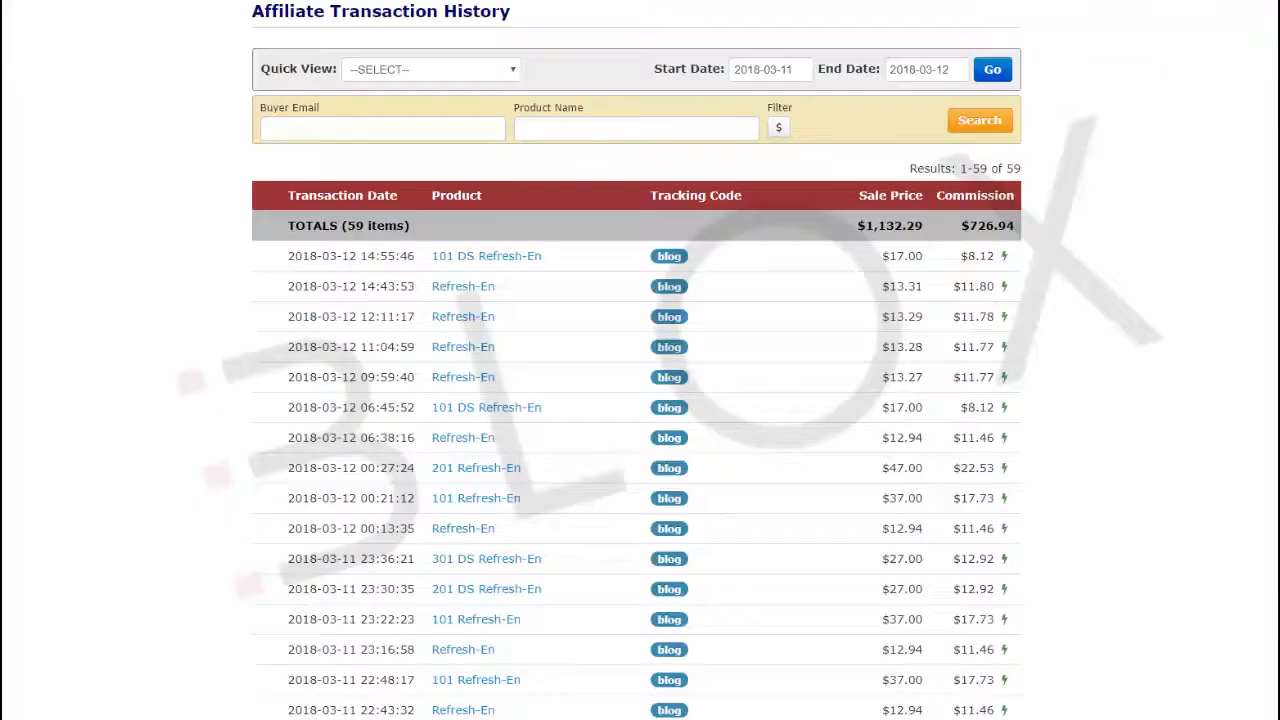 Affiliate Transaction History
Quick View: --SELECT-- Start Date: 2018-03-11 End Date: 2018-03-12 Go
Buyer Email Product Name Filter
$ Search
Results: 1-59 of 59
Transaction Date Product Tracking Code Sale Price Commission
TOTALS (59 items) $1,132.29 $726.94
2018-03-12 14:55:46 101 DS Refresh-En blog $17.00 $8.12
2018-03-12 14:43:53 Refresh-En blog $13.31 $11.80
2018-03-12 12:11:17 Refresh-En blog $13.29 $11.78
2018-03-12 11:04:59 Refresh-En blog $13.28 $11.77
2018-03-12 09:59:40 Refresh-En blog $13.27 $11.77
2018-03-12 06:45:52 101 DS Refresh-En blog $17.00 $8.12
2018-03-12 06:38:16 Refresh-En blog $12.94 $11.46
2018-03-12 00:27:24 201 Refresh-En blog $47.00 $22.53
2018-03-12 00:21:12 101 Refresh-En blog $37.00 $17.73
2018-03-12 00:13:35 Refresh-En blog $12.94 $11.46
2018-03-11 23:36:21 301 DS Refresh-En blog $27.00 $12.92
2018-03-11 23:30:35 201 DS Refresh-En blog $27.00 $12.92
2018-03-11 23:22:23 101 Refresh-En blog $37.00 $17.73
2018-03-11 23:16:58 Refresh-En blog $12.94 $11.46
2018-03-11 22:48:17 101 Refresh-En blog $37.00 $17.73
2018-03-11 22:43:32 Refresh-En blog $12.94 $11.46
BLOX